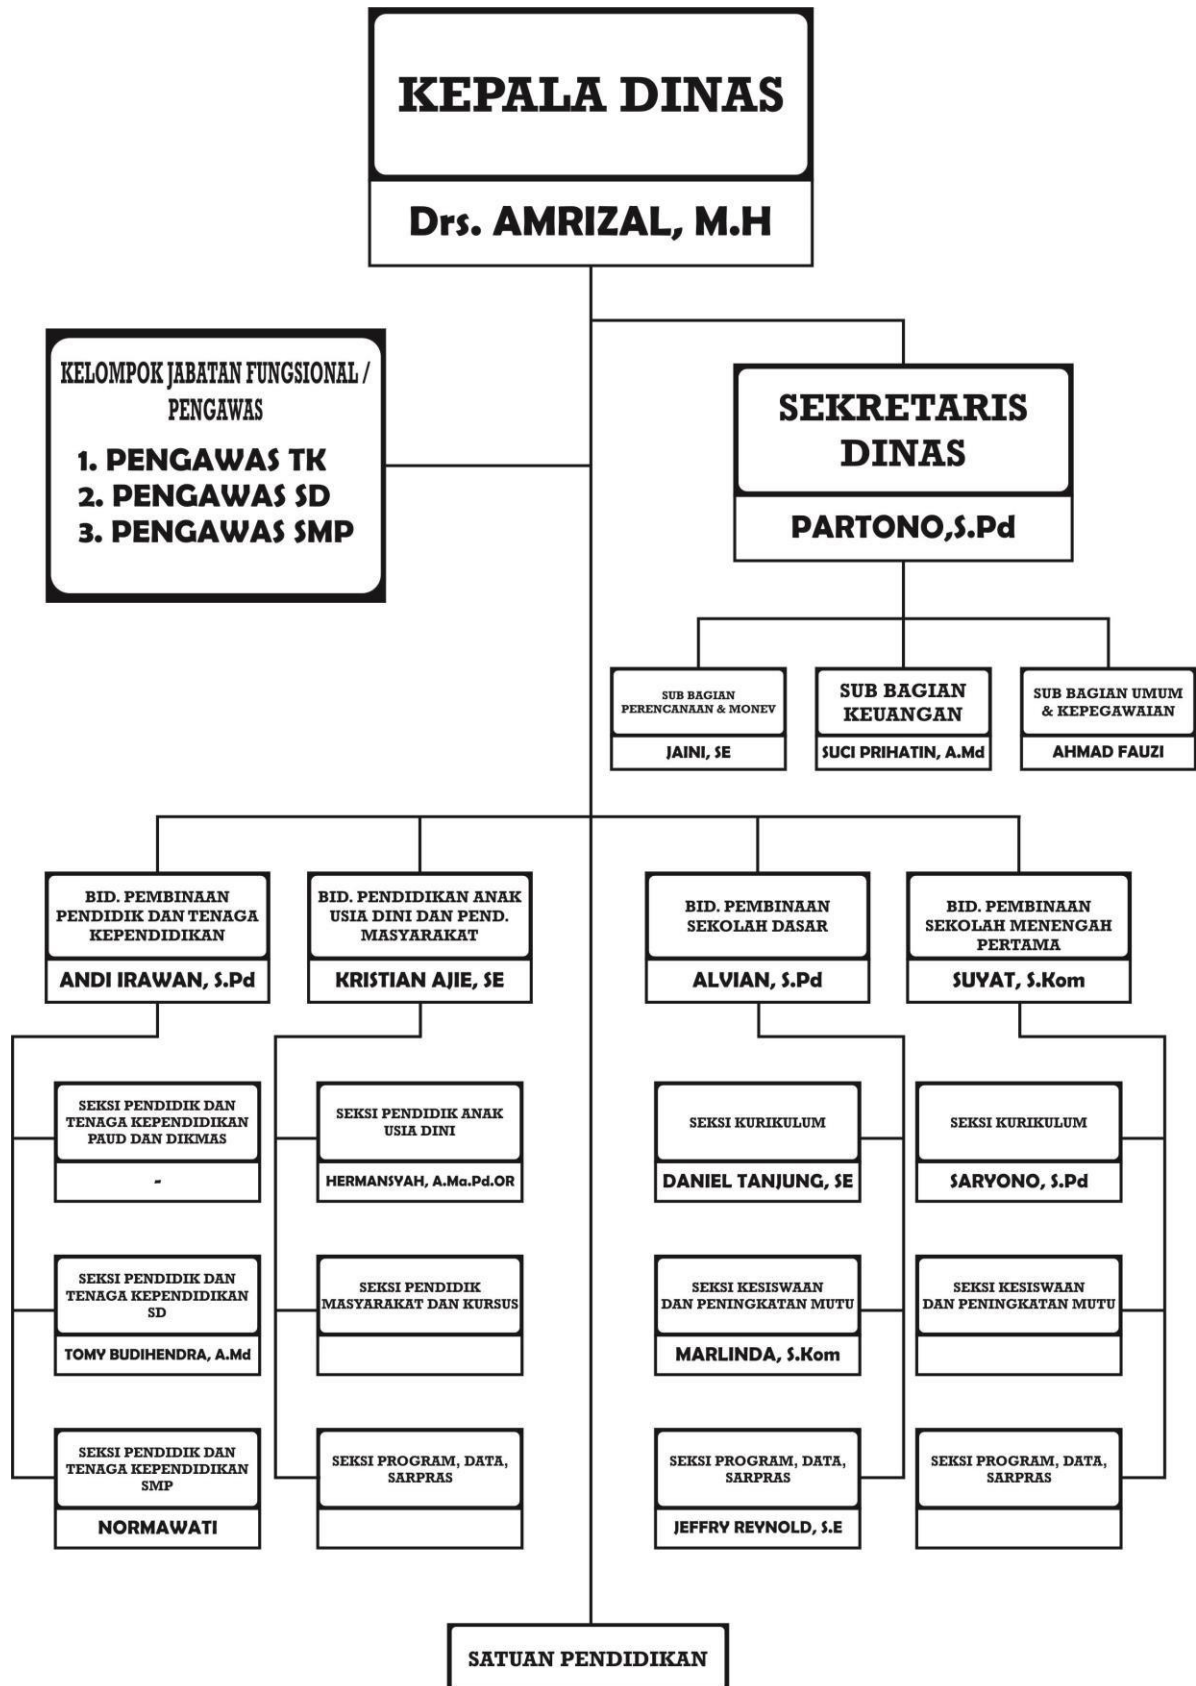 KEPALA DINAS
Drs. AMRIZAL, M.H
KELOMPOK JABATAN FUNGSIONAL /
PENGAWAS
1. PENGAWAS TK
2. PENGAWAS SD
3. PENGAWAS SMP
SEKRETARIS
DINAS
PARTONO,S.Pd
SUB BAGIAN
PERENCANAAN & MONEV
JAINI, SE
SUB BAGIAN
KEUANGAN
SUCI PRIHATIN, A.Md
SUB BAGIAN UMUM
& KEPEGAWAIAN
AHMAD FAUZI
BID. PEMBINAAN
PENDIDIK DAN TENAGA
KEPENDIDIKAN
ANDI IRAWAN, S.Pd
BID. PENDIDIKAN ANAK
USIA DINI DAN PEND.
MASYARAKAT
KRISTIAN AJIE, SE
BID. PEMBINAAN
SEKOLAH DASAR
ALVIAN, S.Pd
BID. PEMBINAAN
SEKOLAH MENENGAH
PERTAMA
SUYAT, S.Kom
SEKSI PENDIDIK DAN
TENAGA KEPENDIDIKAN
PAUD DAN DIKMAS
-
SEKSI PENDIDIK ANAK
USIA DINI
HERMANSYAH, A.Ma.Pd.OR
SEKSI KURIKULUM
DANIEL TANJUNG, SE
SEKSI KURIKULUM
SARYONO, S.Pd
SEKSI PENDIDIK DAN
TENAGA KEPENDIDIKAN
SD
TOMY BUDIHENDRA, A.Md
SEKSI PENDIDIK
MASYARAKAT DAN KURSUS
SEKSI KESISWAAN
DAN PENINGKATAN MUTU
MARLINDA, S.Kom
SEKSI KESISWAAN
DAN PENINGKATAN MUTU
SEKSI PENDIDIK DAN
TENAGA KEPENDIDIKAN
SMP
NORMAWATI
SEKSI PROGRAM, DATA,
SARPRAS
SEKSI PROGRAM, DATA,
SARPRAS
JEFFRY REYNOLD, S.E
SEKSI PROGRAM, DATA,
SARPRAS
SATUAN PENDIDIKAN